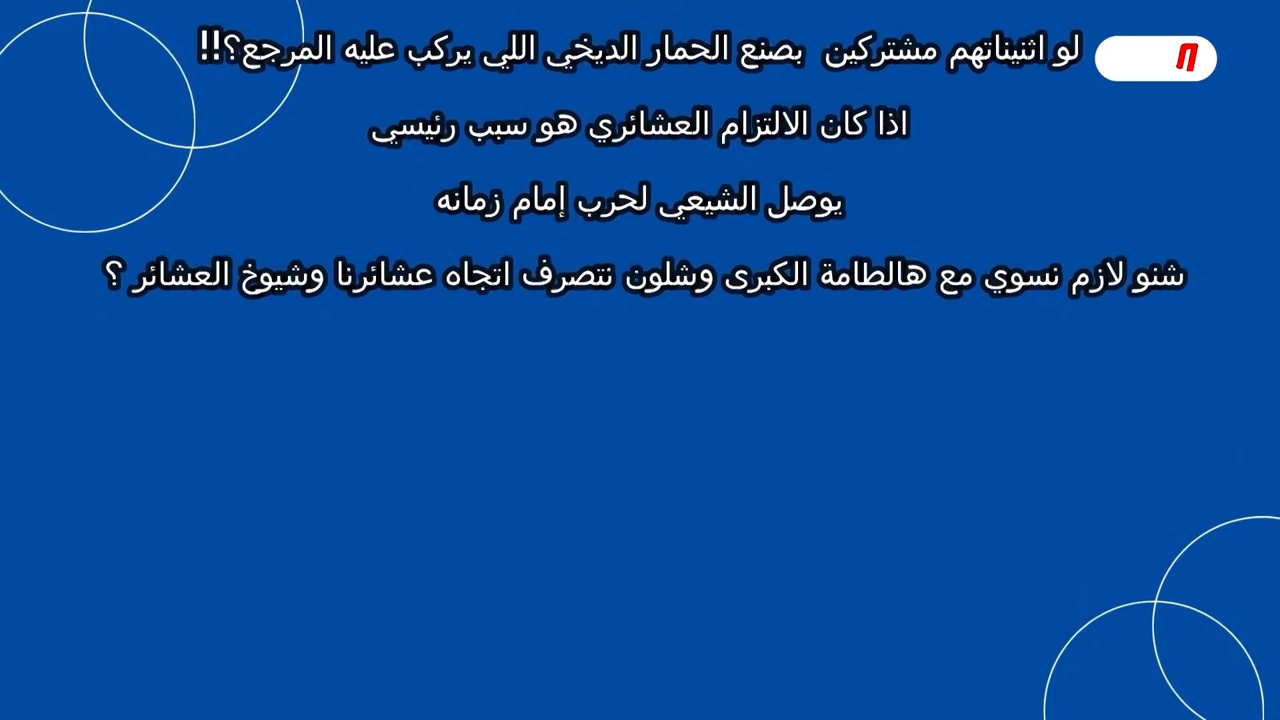 لو اثنيناتهم مشتركين بصنع الحمار الديخي اللي يركب عليه المرجع؟!!
اذا كان الالتزام العشائري هو سبب رئيسي
يوصل الشيعي لحرب إمام زمانه
شنو لازم نسوي مع هالطامة الكبرى وشلون نتصرف اتجاه عشائرنا وشيوخ العشائر ؟